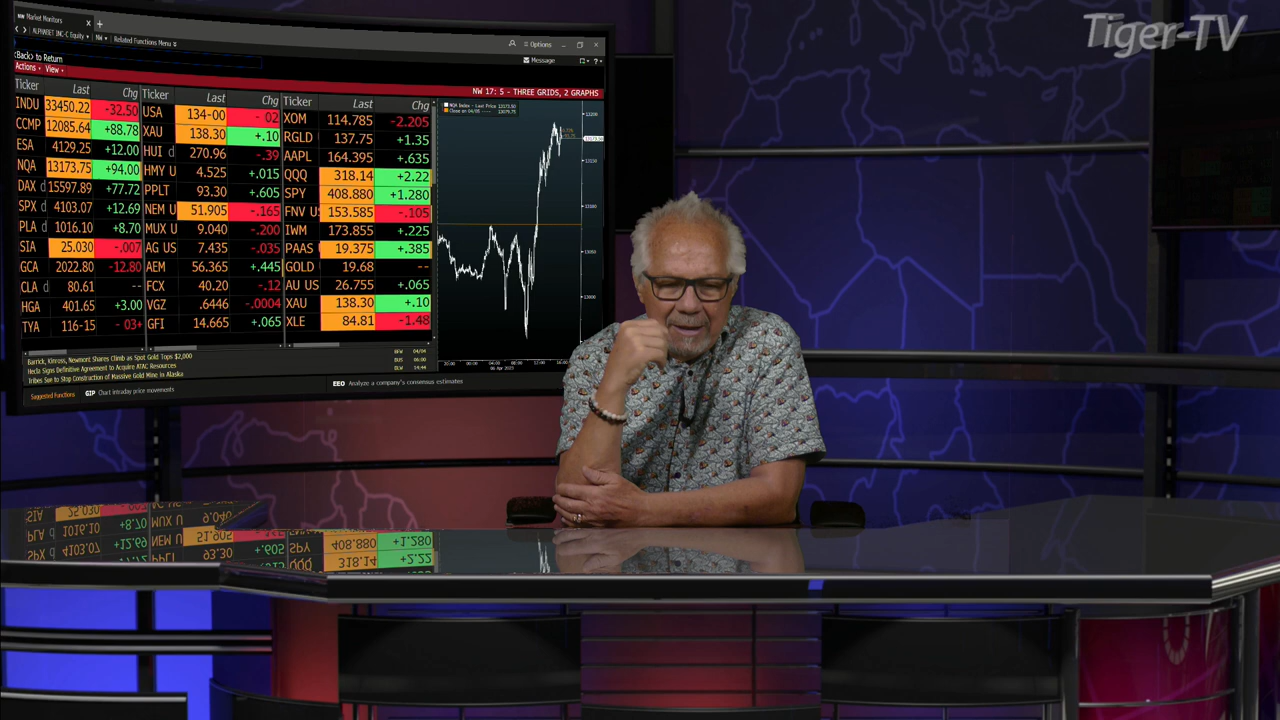 Tiger-TV
Market Monitors
ALPHABET INC-C Equity NW Related Functions Menu
Options
<Back> to Return
Message
Actions View
NW 17: 5 - THREE GRIDS, 2 GRAPHS
Ticker Last Chg Ticker Last Chg Ticker Last Chg
INDU 33450.22 -32.50 USA 134-00 - 02 XOM 114.785 -2.205
CCMP 12085.64 +88.78 XAU 138.30 +.10 RGLD 137.75 +1.35
ESA 4129.25 +12.00 HUI d 270.96 -.39 AAPL 164.395 +.635
NQA 13173.75 +94.00 HMY U 4.525 +.015 QQQ 318.14 +2.22
DAX d 15597.89 +77.72 PPLT 93.30 +.605 SPY 408.880 +1.280
SPX d 4103.07 +12.69 NEM U 51.905 -.165 FNV U 153.585 -.105
PLA d 1016.10 +8.70 MUX U 9.040 -.200 IWM 173.855 +.225
SIA 25.030 -.007 AG US 7.435 -.035 PAAS 19.375 +.385
GCA 2022.80 -12.80 AEM 56.365 +.445 GOLD 19.68 --
CLA d 80.61 -- FCX 40.20 -.12 AU US 26.755 +.065
HGA 401.65 +3.00 VGZ .6446 -.0004 XAU 138.30 +.10
TYA 116-15 - 03+ GFI 14.665 +.065 XLE 84.81 -1.48
Barrick, Kinross, Newmont Shares Climb as Spot Gold Tops $2,000
Hecla Signs Definitive Agreement to Acquire ATAC Resources
Tribes Sue to Stop Construction of Massive Gold Mine in Alaska
Suggested Functions GIP Chart intraday price movements EEO Analyze a company's consensus estimates